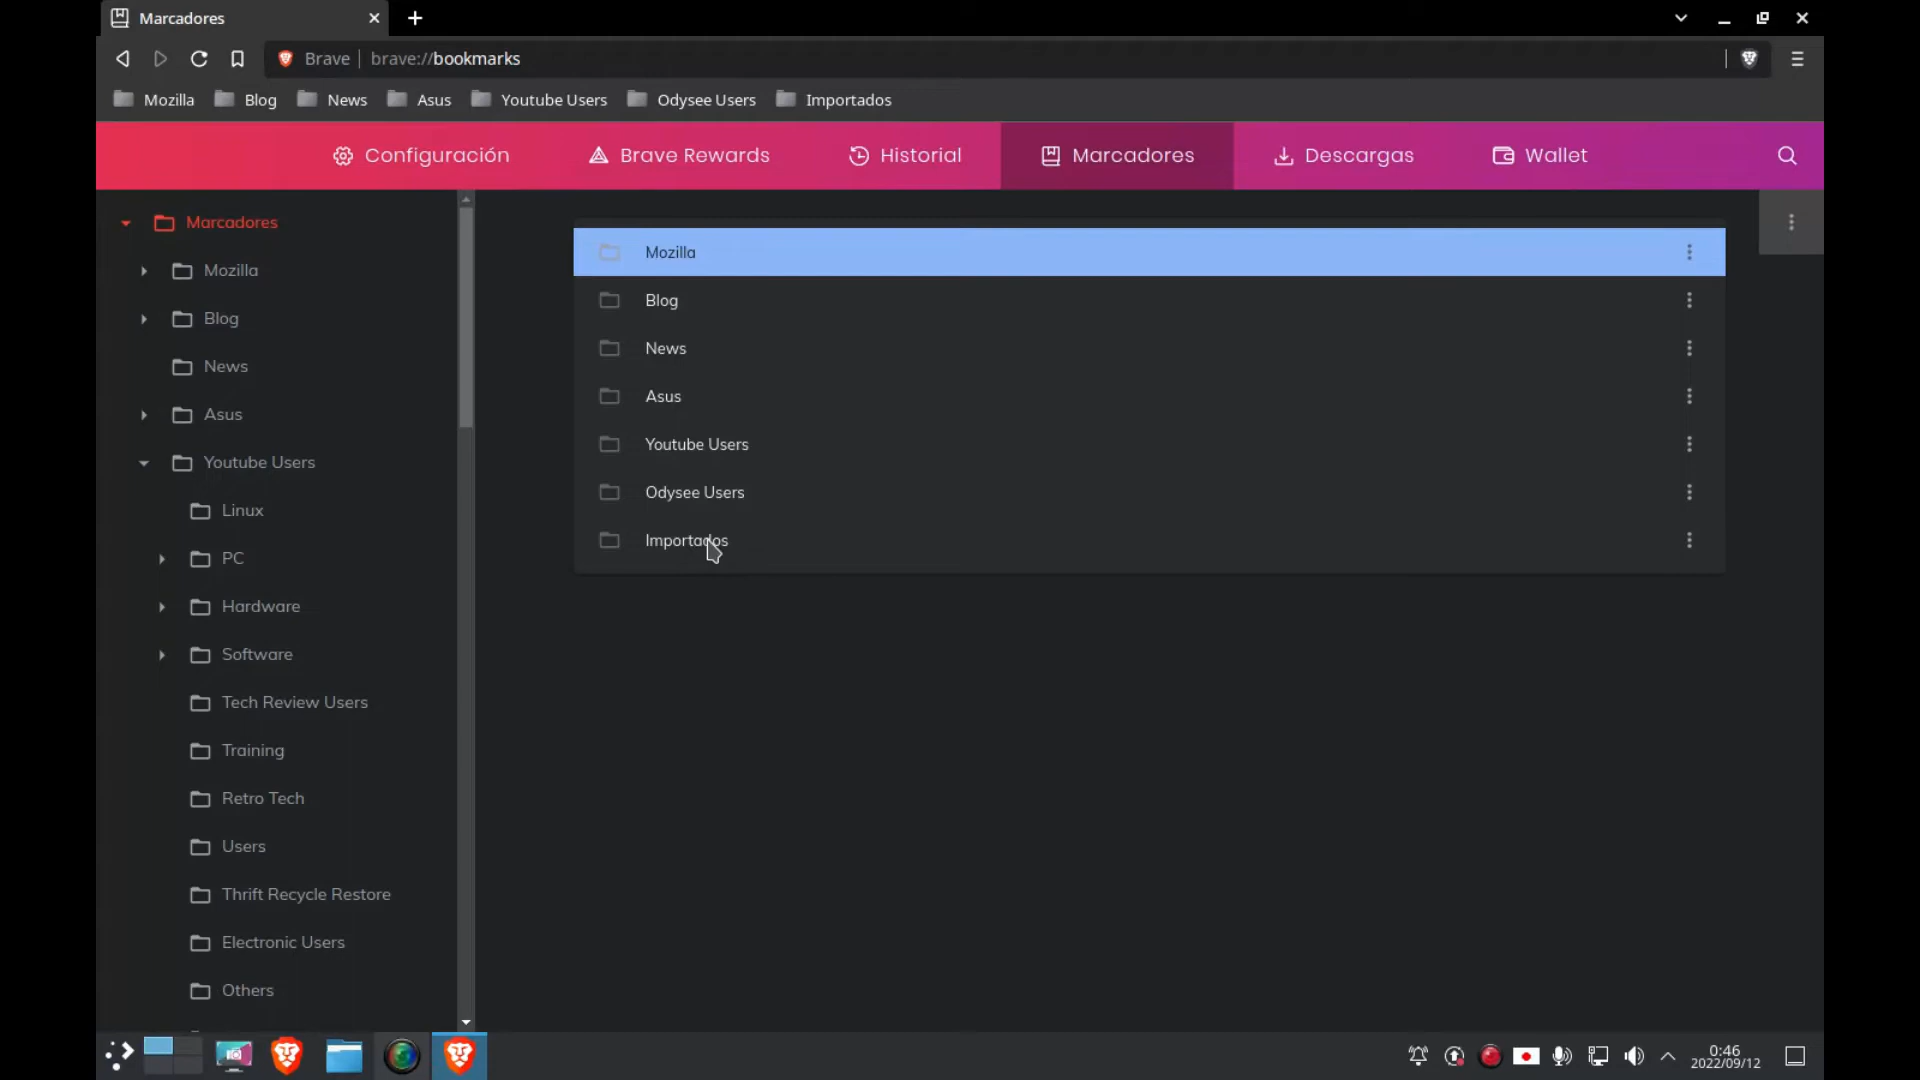 Marcadores
Brave brave://bookmarks
Mozilla Blog News Asus Youtube Users Odysee Users Importados
Configuración Brave Rewards Historial Marcadores Descargas Wallet
Marcadores
Mozilla
Blog
News
Asus
Youtube Users
Linux
PC
Hardware
Software
Tech Review Users
Training
Retro Tech
Users
Thrift Recycle Restore
Electronic Users
Others
Mozilla
Blog
News
Asus
Youtube Users
Odysee Users
Importados
0:46
2022/09/12